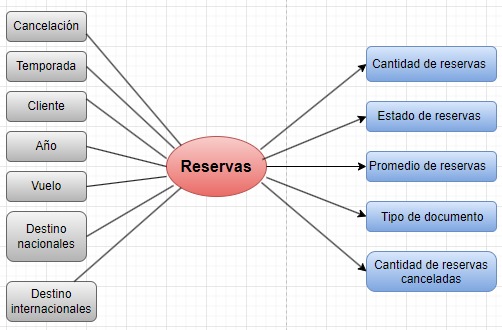 Cancelación
Temporada
Cliente
Año
Vuelo
Destino
nacionales
Destino
internacionales
Reservas
Cantidad de reservas
Estado de reservas
Promedio de reservas
Tipo de documento
Cantidad de reservas
canceladas